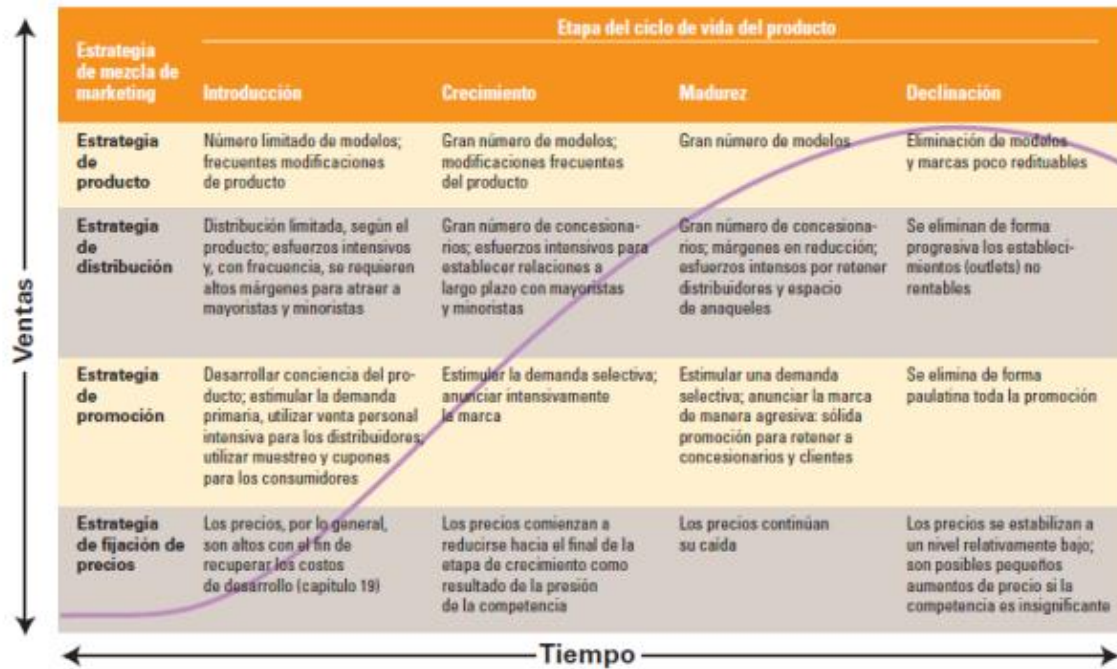 Etapa del ciclo de vida del producto
Estrategia
de mezcla de
marketing
Introducción
Crecimiento
Madurez
Declinación
Estrategia
de
producto
Número limitado de modelos;
frecuentes modificaciones
de producto
Gran número de modelos;
modificaciones frecuentes
del producto
Gran número de modelos
Eliminación de modelos
y marcas poco redituables
Estrategia
de
distribución
Distribución limitada, según el
producto; esfuerzos intensivos
y, con frecuencia, se requieren
altos márgenes para atraer a
mayoristas y minoristas
Gran número de concesiona-
rios; esfuerzos intensivos para
establecer relaciones a
largo plazo con mayoristas
y minoristas
Gran número de concesiona-
rios; márgenes en reducción;
esfuerzos intensos por retener
distribuidores y espacio
de anaqueles
Se eliminan de forma
progresiva los estableci-
mientos (outlets) no
rentables
Estrategia
de
promoción
Desarrollar conciencia del pro-
ducto; estimular la demanda
primaria, utilizar venta personal
intensiva para los distribuidores;
utilizar muestreo y cupones
para los consumidores
Estimular la demanda selectiva;
anunciar intensivamente
la marca
Estimular una demanda
selectiva; anunciar la marca
de manera agresiva: sólida
promoción para retener a
concesionarios y clientes
Se elimina de forma
paulatina toda la promoción
Estrategia
de fijación de
precios
Los precios, por lo general,
son altos con el fin de
recuperar los costos
de desarrollo (capítulo 19)
Los precios comienzan a
reducirse hacia el final de la
etapa de crecimiento como
resultado de la presión
de la competencia
Los precios continúan
su caída
Los precios se estabilizan a
un nivel relativamente bajo;
son posibles pequeños
aumentos de precio si la
competencia es insignificante
Ventas
Tiempo